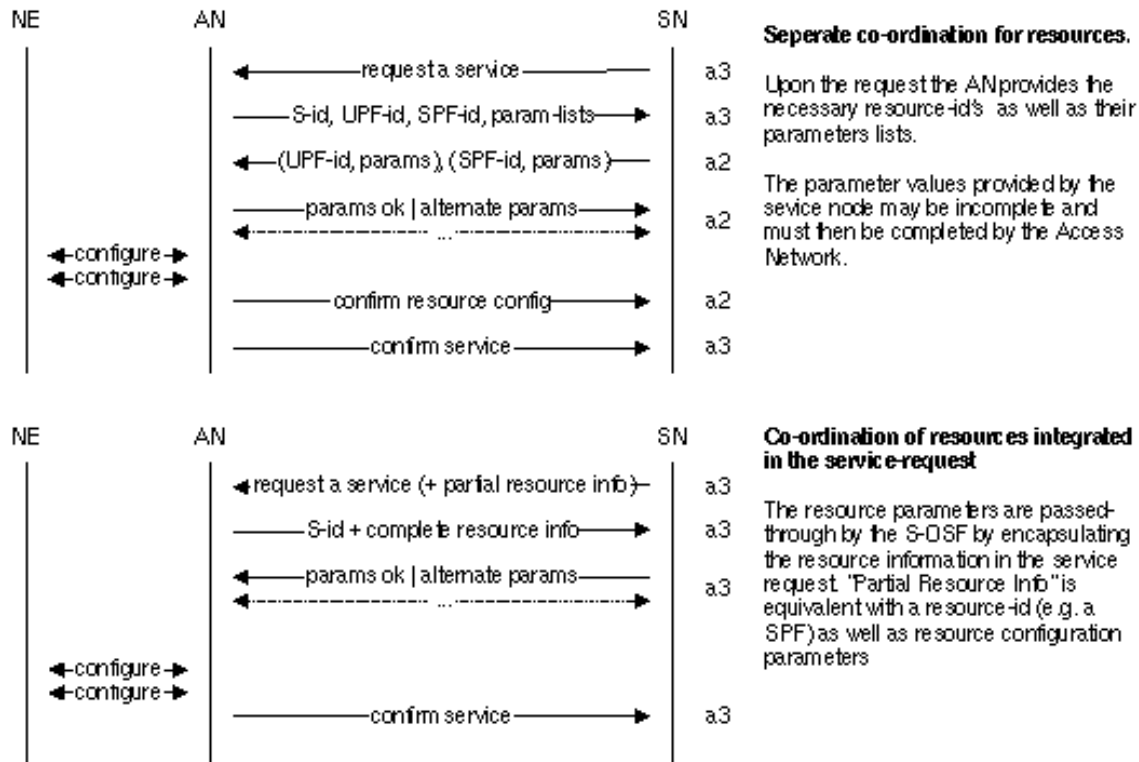 NE AN SN
Seperate co-ordination for resources.
request a service a3
Upon the request the AN provides the
necessary resource-id's as well as their
parameters lists.
S-id, UPF-id, SPF-id, param-lists a3
(UPF-id, params), (SPF-id, params) a2
The parameter values provided by the
sevice node may be incomplete and
must then be completed by the Access
Network.
params ok | alternate params
... a2
configure
configure
confirm resource config a2
confirm service a3
NE AN SN
Co-ordination of resources integrated
in the service-request
request a service (+ partial resource info) a3
S-id + complete resource info a3
params ok | alternate params
... a3
The resource parameters are passed-
through by the S-OSF by encapsulating
the resource information in the service
request. "Partial Resource Info" is
equivalent with a resource-id (e.g. a
SPF) as well as resource configuration
parameters
configure
configure
confirm service a3